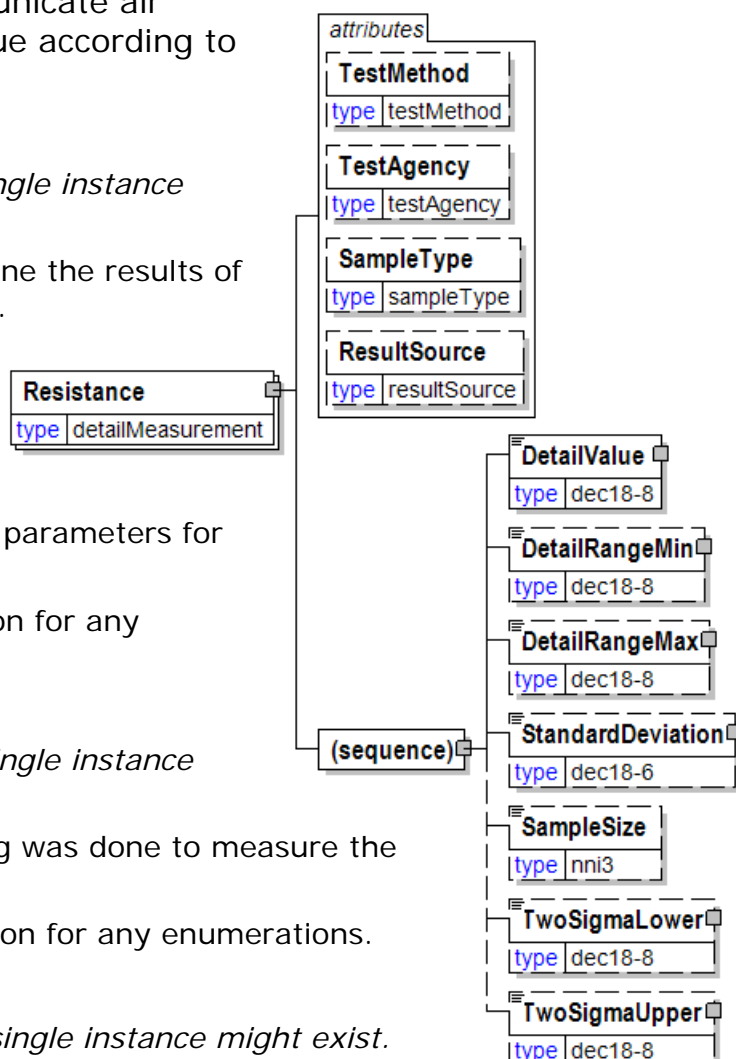 unicate air
ue according to
ngle instance
ne the results of
.
parameters for
on for any
ngle instance
g was done to measure the
on for any enumerations.
single instance might exist.
Resistance
type detailMeasurement
attributes
TestMethod
type testMethod
TestAgency
type testAgency
SampleType
type sampleType
ResultSource
type resultSource
(sequence)
DetailValue
type dec18-8
DetailRangeMin
type dec18-8
DetailRangeMax
type dec18-8
StandardDeviation
type dec18-6
SampleSize
type nni3
TwoSigmaLower
type dec18-8
TwoSigmaUpper
type dec18-8